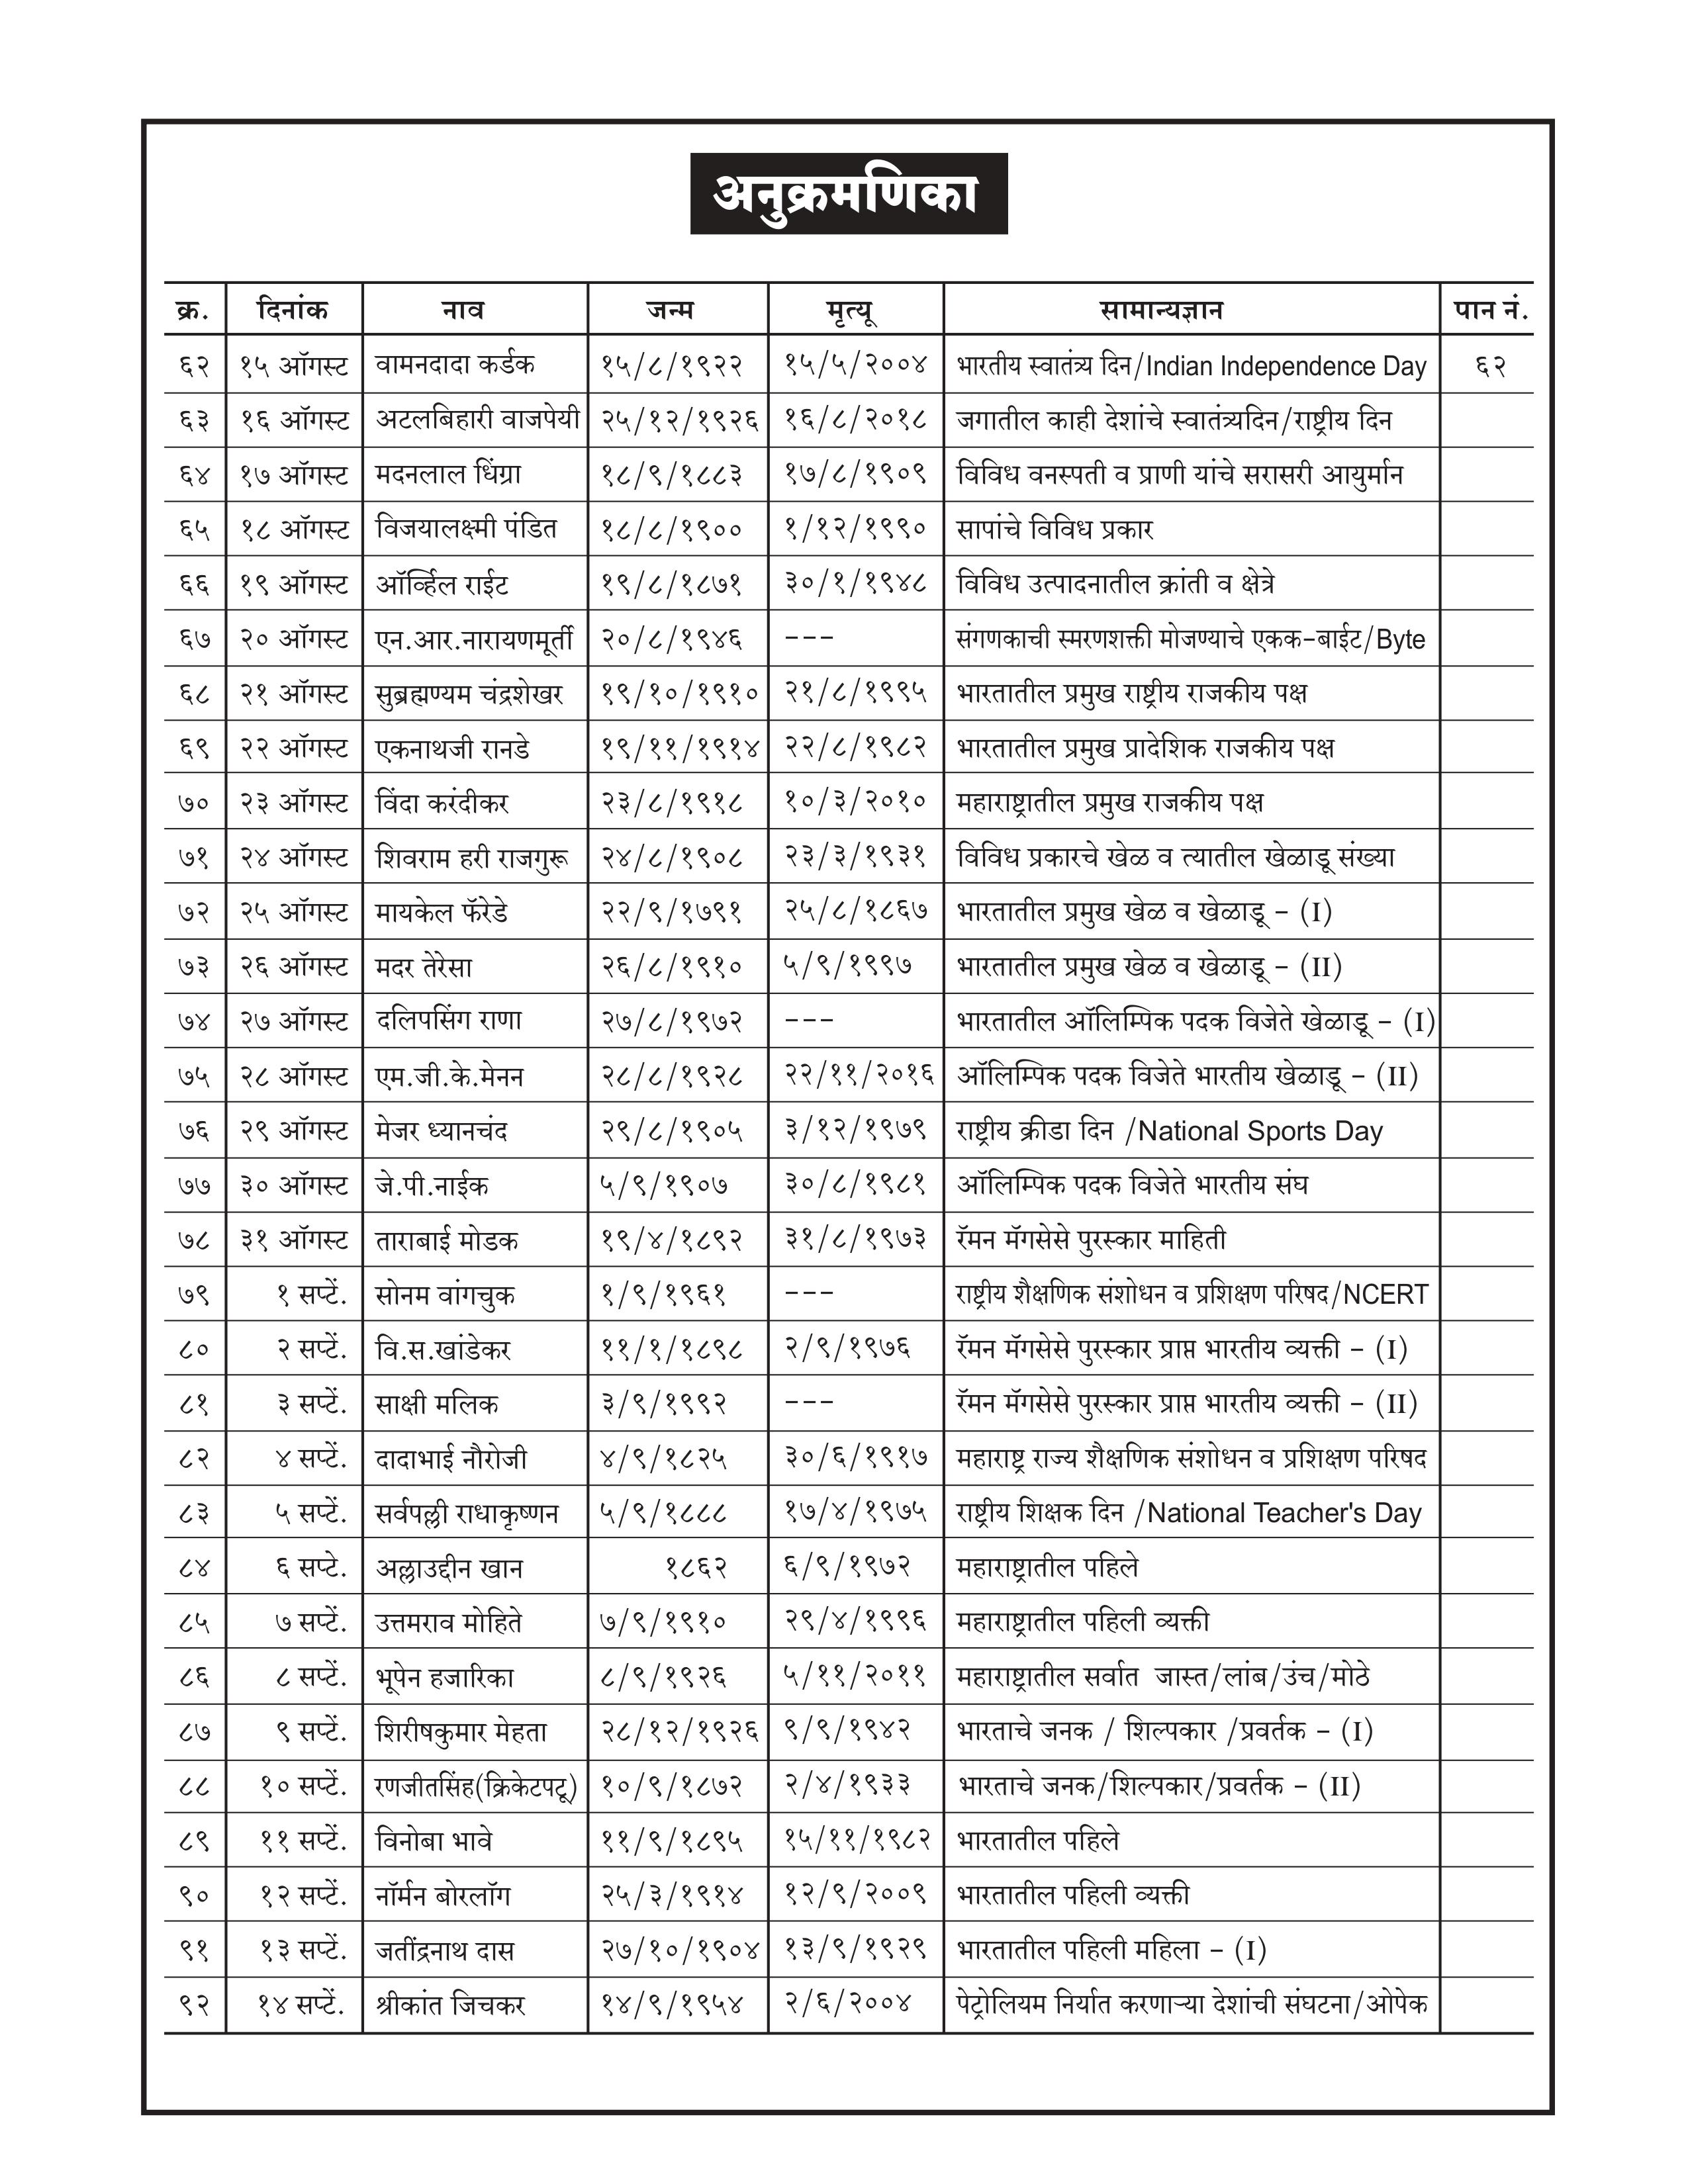 अनुक्रमणिका
क्र. दिनांक नाव जन्म मृत्यू सामान्यज्ञान पान नं.
६२ १५ ऑगस्ट वामनदादा कर्डक १५/८/१९२२ १५/५/२००४ भारतीय स्वातंत्र्य दिन/Indian Independence Day ६२
६३ १६ ऑगस्ट अटलबिहारी वाजपेयी २५/१२/१९२६ १६/८/२०१८ जगातील काही देशांचे स्वातंत्र्यदिन/राष्ट्रीय दिन
६४ १७ ऑगस्ट मदनलाल धिंग्रा १८/९/१८८३ १७/८/१९०९ विविध वनस्पती व प्राणी यांचे सरासरी आयुर्मान
६५ १८ ऑगस्ट विजयालक्ष्मी पंडित १८/८/१९०० १/१२/१९९० सापांचे विविध प्रकार
६६ १९ ऑगस्ट ऑर्व्हिल राईट १९/८/१८७१ ३०/१/१९४८ विविध उत्पादनातील क्रांती व क्षेत्रे
६७ २० ऑगस्ट एन.आर.नारायणमूर्ती २०/८/१९४६ --- संगणकाची स्मरणशक्ती मोजण्याचे एकक-बाईट/Byte
६८ २१ ऑगस्ट सुब्रह्मण्यम चंद्रशेखर १९/१०/१९१० २१/८/१९९५ भारतातील प्रमुख राष्ट्रीय राजकीय पक्ष
६९ २२ ऑगस्ट एकनाथजी रानडे १९/११/१९१४ २२/८/१९८२ भारतातील प्रमुख प्रादेशिक राजकीय पक्ष
७० २३ ऑगस्ट विंदा करंदीकर २३/८/१९१८ १०/३/२०१० महाराष्ट्रातील प्रमुख राजकीय पक्ष
७१ २४ ऑगस्ट शिवराम हरी राजगुरू २४/८/१९०८ २३/३/१९३१ विविध प्रकारचे खेळ व त्यातील खेळाडू संख्या
७२ २५ ऑगस्ट मायकेल फॅरेडे २२/९/१७९१ २५/८/१८६७ भारतातील प्रमुख खेळ व खेळाडू - (I)
७३ २६ ऑगस्ट मदर तेरेसा २६/८/१९१० ५/९/१९९७ भारतातील प्रमुख खेळ व खेळाडू - (II)
७४ २७ ऑगस्ट दलिपसिंग राणा २७/८/१९७२ --- भारतातील ऑलिम्पिक पदक विजेते खेळाडू - (I)
७५ २८ ऑगस्ट एम.जी.के.मेनन २८/८/१९२८ २२/११/२०१६ ऑलिम्पिक पदक विजेते भारतीय खेळाडू - (II)
७६ २९ ऑगस्ट मेजर ध्यानचंद २९/८/१९०५ ३/१२/१९७९ राष्ट्रीय क्रीडा दिन /National Sports Day
७७ ३० ऑगस्ट जे.पी.नाईक ५/९/१९०७ ३०/८/१९८१ ऑलिम्पिक पदक विजेते भारतीय संघ
७८ ३१ ऑगस्ट ताराबाई मोडक १९/४/१८९२ ३१/८/१९७३ रॅमन मॅगसेसे पुरस्कार माहिती
७९ १ सप्टें. सोनम वांगचुक १/९/१९६१ --- राष्ट्रीय शैक्षणिक संशोधन व प्रशिक्षण परिषद/NCERT
८० २ सप्टें. वि.स.खांडेकर ११/१/१८९८ २/९/१९७६ रॅमन मॅगसेसे पुरस्कार प्राप्त भारतीय व्यक्ती - (I)
८१ ३ सप्टें. साक्षी मलिक ३/९/१९९२ --- रॅमन मॅगसेसे पुरस्कार प्राप्त भारतीय व्यक्ती - (II)
८२ ४ सप्टें. दादाभाई नौरोजी ४/९/१८२५ ३०/६/१९१७ महाराष्ट्र राज्य शैक्षणिक संशोधन व प्रशिक्षण परिषद
८३ ५ सप्टें. सर्वपल्ली राधाकृष्णन ५/९/१८८८ १७/४/१९७५ राष्ट्रीय शिक्षक दिन /National Teacher's Day
८४ ६ सप्टे. अल्लाउद्दीन खान १८६२ ६/९/१९७२ महाराष्ट्रातील पहिले
८५ ७ सप्टें. उत्तमराव मोहिते ७/९/१९१० २९/४/१९९६ महाराष्ट्रातील पहिली व्यक्ती
८६ ८ सप्टें. भूपेन हजारिका ८/९/१९२६ ५/११/२०११ महाराष्ट्रातील सर्वात जास्त/लांब/उंच/मोठे
८७ ९ सप्टें. शिरीषकुमार मेहता २८/१२/१९२६ ९/९/१९४२ भारताचे जनक / शिल्पकार /प्रवर्तक - (I)
८८ १० सप्टें. रणजीतसिंह(क्रिकेटपटू) १०/९/१८७२ २/४/१९३३ भारताचे जनक/शिल्पकार/प्रवर्तक - (II)
८९ ११ सप्टें. विनोबा भावे ११/९/१८९५ १५/११/१९८२ भारतातील पहिले
९० १२ सप्टें. नॉर्मन बोरलॉग २५/३/१९१४ १२/९/२००९ भारतातील पहिली व्यक्ती
९१ १३ सप्टें. जतींद्रनाथ दास २७/१०/१९०४ १३/९/१९२९ भारतातील पहिली महिला - (I)
९२ १४ सप्टें. श्रीकांत जिचकर १४/९/१९५४ २/६/२००४ पेट्रोलियम निर्यात करणाऱ्या देशांची संघटना/ओपेक